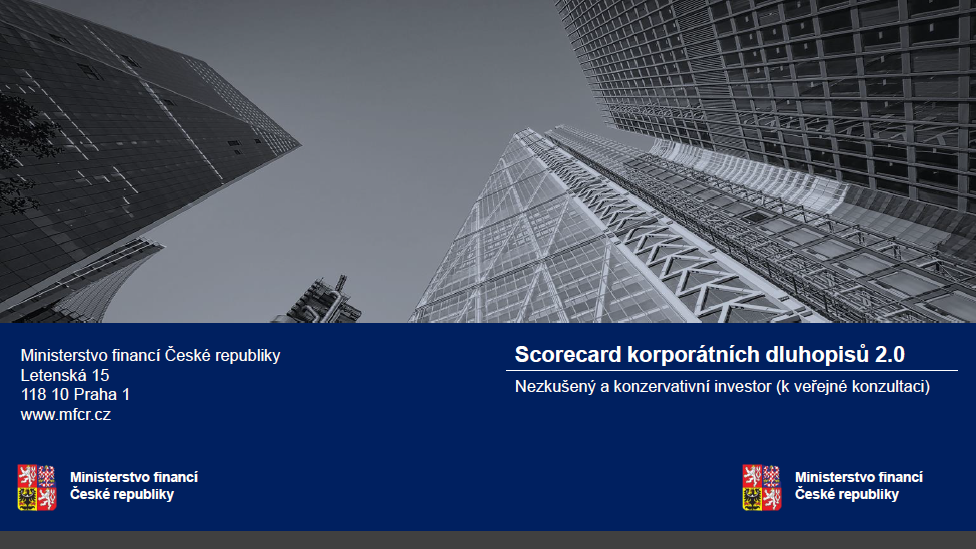 Ministerstvo financí České republiky
Letenská 15
118 10 Praha 1
www.mfcr.cz
Ministerstvo financí
České republiky
Scorecard korporátních dluhopisů 2.0
Nezkušený a konzervativní investor (k veřejné konzultaci)
Ministerstvo financí
České republiky